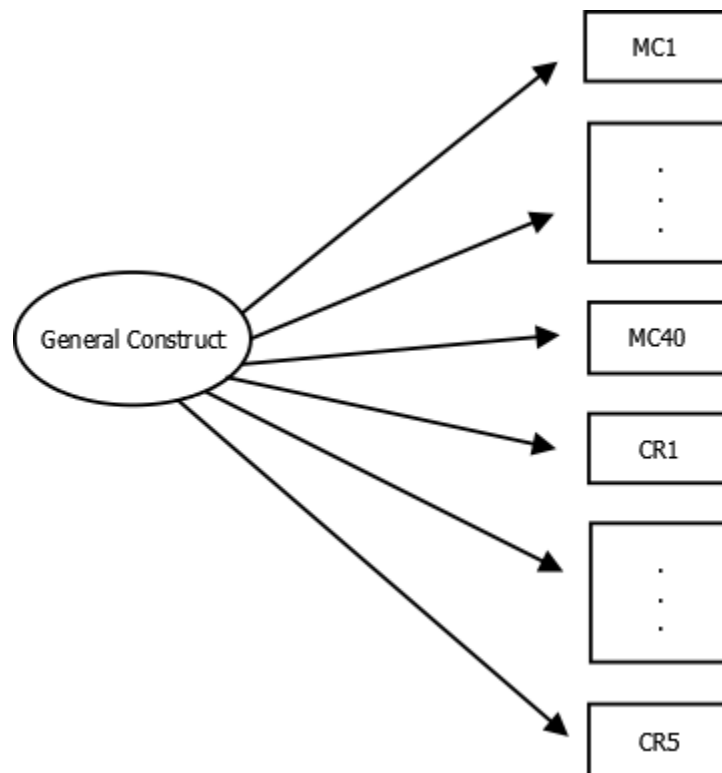 MC1
.
.
.
General Construct
MC40
CR1
.
.
.
CR5